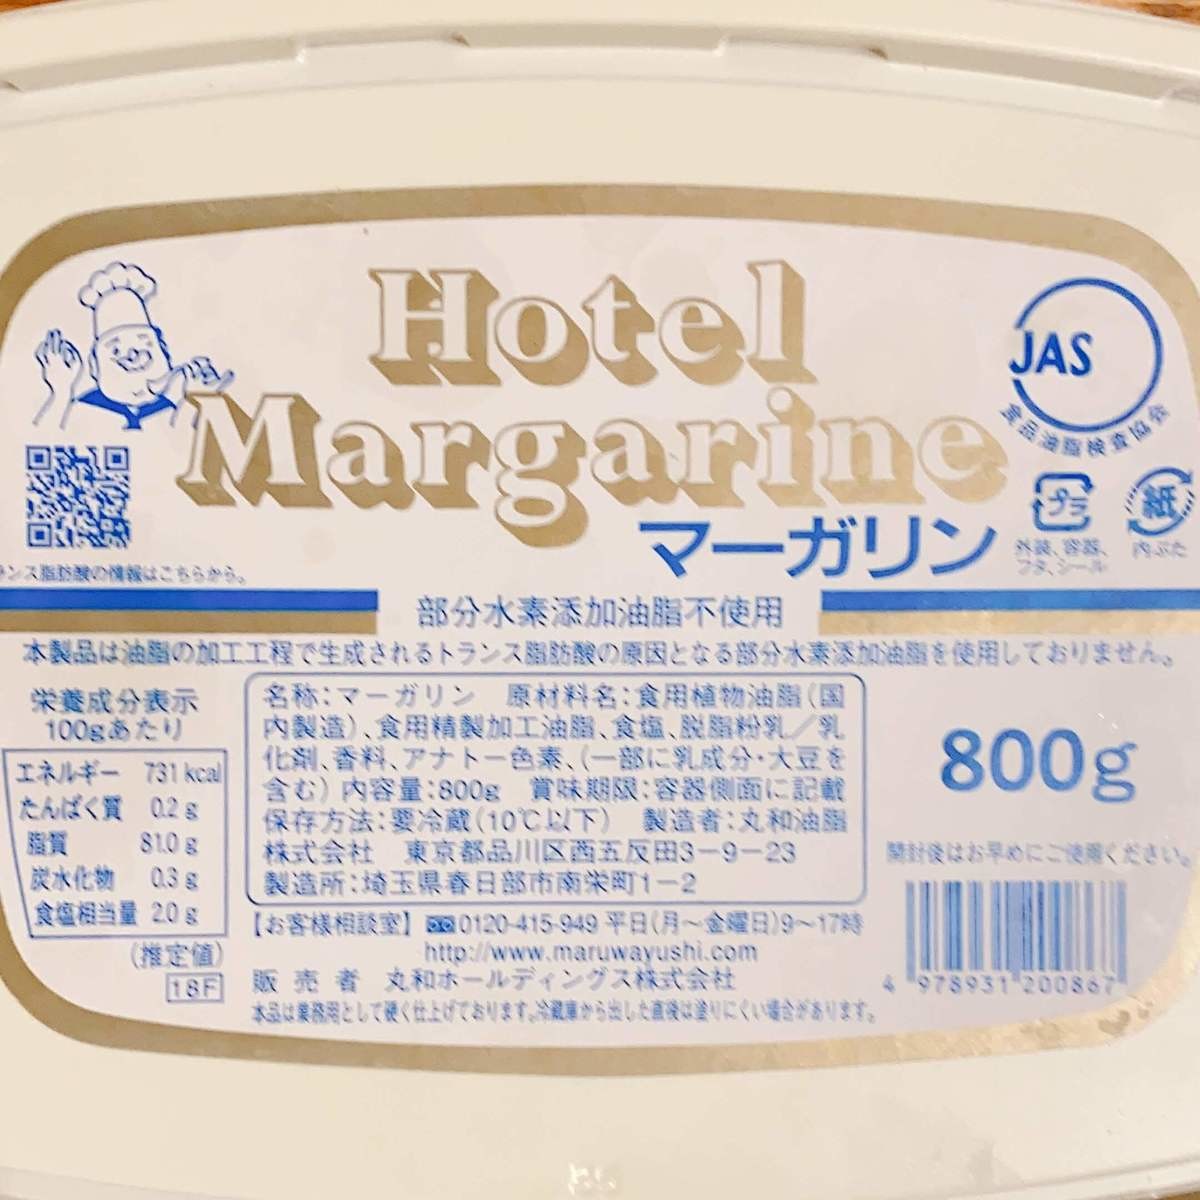 Hotel
Margarine
マーガリン
JAS
食品油脂検査協会
プラ
外装、容器、
フタ、シール
紙
内ぶた
ンス脂肪酸の情報はこちらから。
部分水素添加油脂不使用
本製品は油脂の加工工程で生成されるトランス脂肪酸の原因となる部分水素添加油脂を使用しておりません。
栄養成分表示
100gあたり
エネルギー 731kcal
たんぱく質 0.2g
脂質 81.0g
炭水化物 0.3g
食塩相当量 2.0g
(推定値)
18F
名称:マーガリン 原材料名:食用植物油脂(国
内製造)、食用精製加工油脂、食塩、脱脂粉乳/乳
化剤、香料、アナトー色素、(一部に乳成分・大豆を
含む) 内容量:800g 賞味期限:容器側面に記載
保存方法:要冷蔵(10℃以下) 製造者:丸和油脂
株式会社 東京都品川区西五反田3-9-23
製造所:埼玉県春日部市南栄町1-2
【お客様相談室】 0120-415-949 平日(月〜金曜日)9〜17時
http://www.maruwayushi.com
販売者 丸和ホールディングス株式会社
本品は業務用として硬く仕上げております。冷蔵庫から出した直後は塗りにくい場合があります。
800g
開封後はお早めにご使用ください。
4 978931 200867